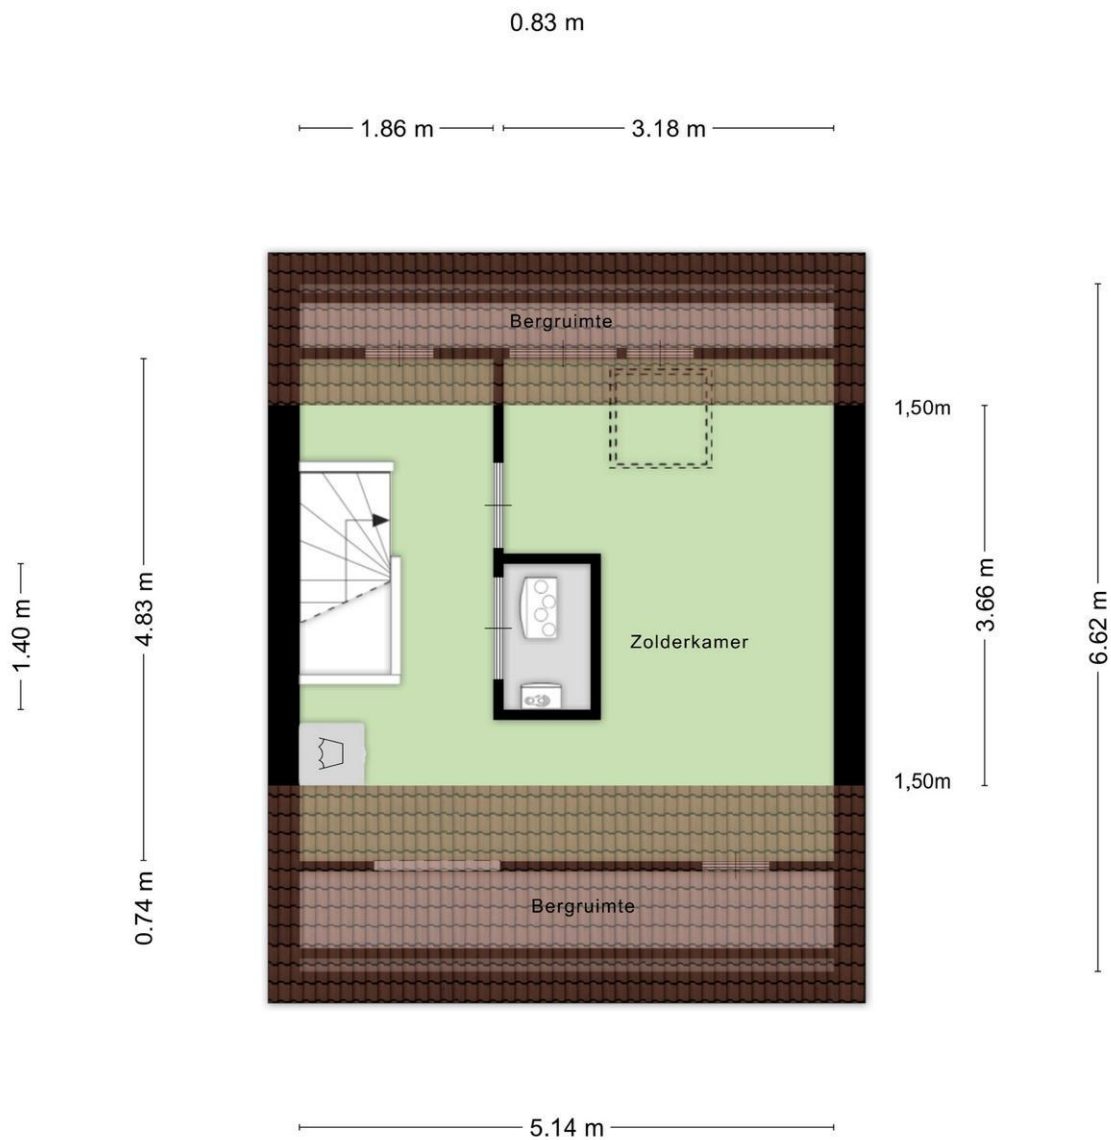 0.83 m
1.86 m
3.18 m
Bergruimte
1,50m
1.40 m
4.83 m
3.66 m
6.62 m
Zolderkamer
1,50m
0.74 m
Bergruimte
5.14 m